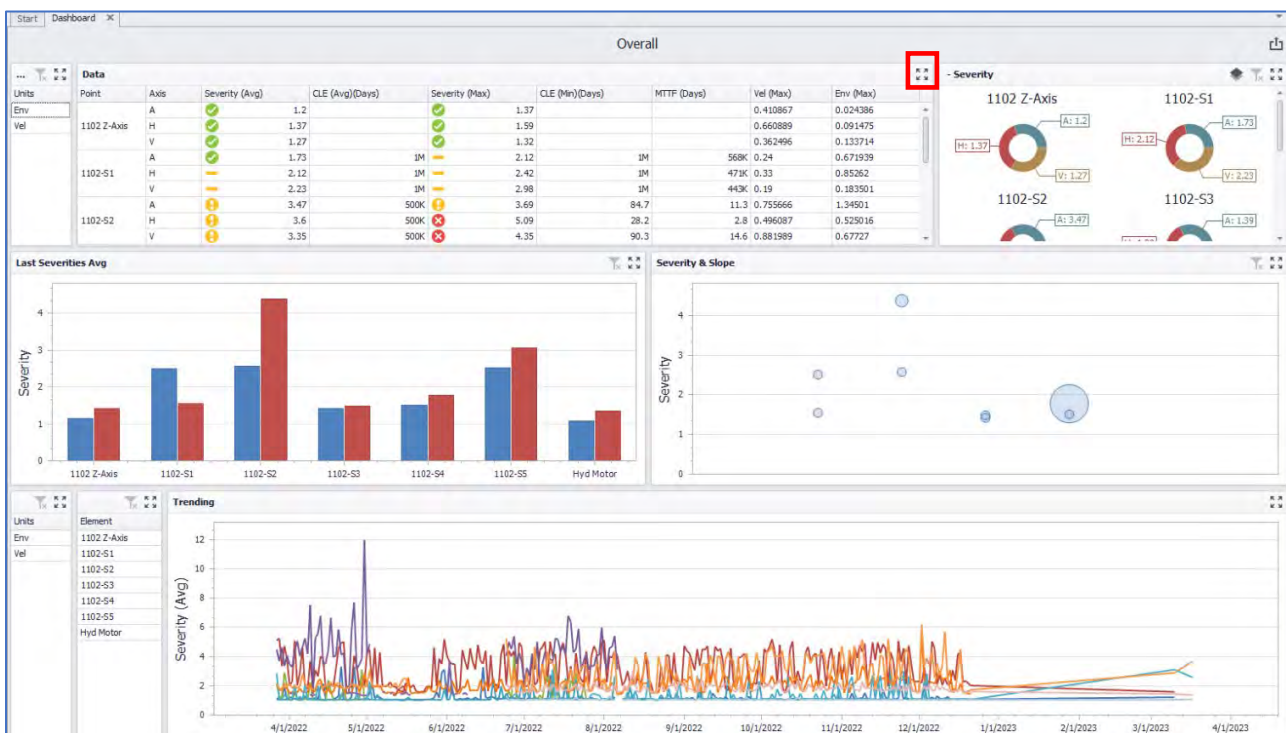 Start Dashboard ×
Overall
...
Units
Env
Vel
Data
Point Axis Severity (Avg) CLE (Avg)(Days) Severity (Max) CLE (Min)(Days) MTTF (Days) Vel (Max) Env (Max)
1102 Z-Axis A 1.2 1.37 0.410867 0.024386
H 1.37 1.59 0.660889 0.091475
V 1.27 1.32 0.362496 0.133714
1102-S1 A 1.73 1M 2.12 1M 568K 0.24 0.671939
H 2.12 1M 2.42 1M 471K 0.33 0.85262
V 2.23 1M 2.98 1M 443K 0.19 0.183501
1102-S2 A 3.47 500K 3.69 84.7 11.3 0.755666 1.34501
H 3.6 500K 5.09 28.2 2.8 0.496087 0.525016
V 3.35 500K 4.35 90.3 14.6 0.881989 0.67727
- Severity
1102 Z-Axis
A: 1.2
H: 1.37
V: 1.27
1102-S1
A: 1.73
H: 2.12
V: 2.23
1102-S2
A: 3.47
1102-S3
A: 1.39
Last Severities Avg
Severity
4
3
2
1
0
1102 Z-Axis 1102-S1 1102-S2 1102-S3 1102-S4 1102-S5 Hyd Motor
Severity & Slope
Severity
4
3
2
1
0
Units
Env
Vel
Element
1102 Z-Axis
1102-S1
1102-S2
1102-S3
1102-S4
1102-S5
Hyd Motor
Trending
Severity (Avg)
12
10
8
6
4
2
0
4/1/2022 5/1/2022 6/1/2022 7/1/2022 8/1/2022 9/1/2022 10/1/2022 11/1/2022 12/1/2022 1/1/2023 2/1/2023 3/1/2023 4/1/2023